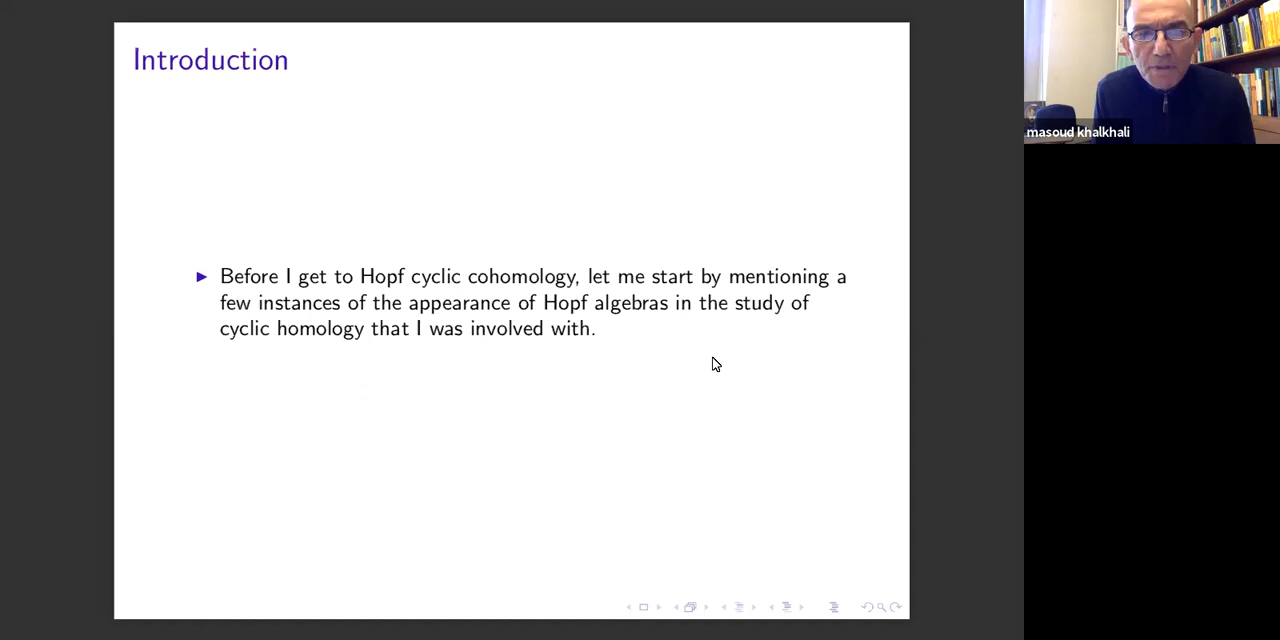 Introduction
Before I get to Hopf cyclic cohomology, let me start by mentioning a
few instances of the appearance of Hopf algebras in the study of
cyclic homology that I was involved with.
masoud khalkhali